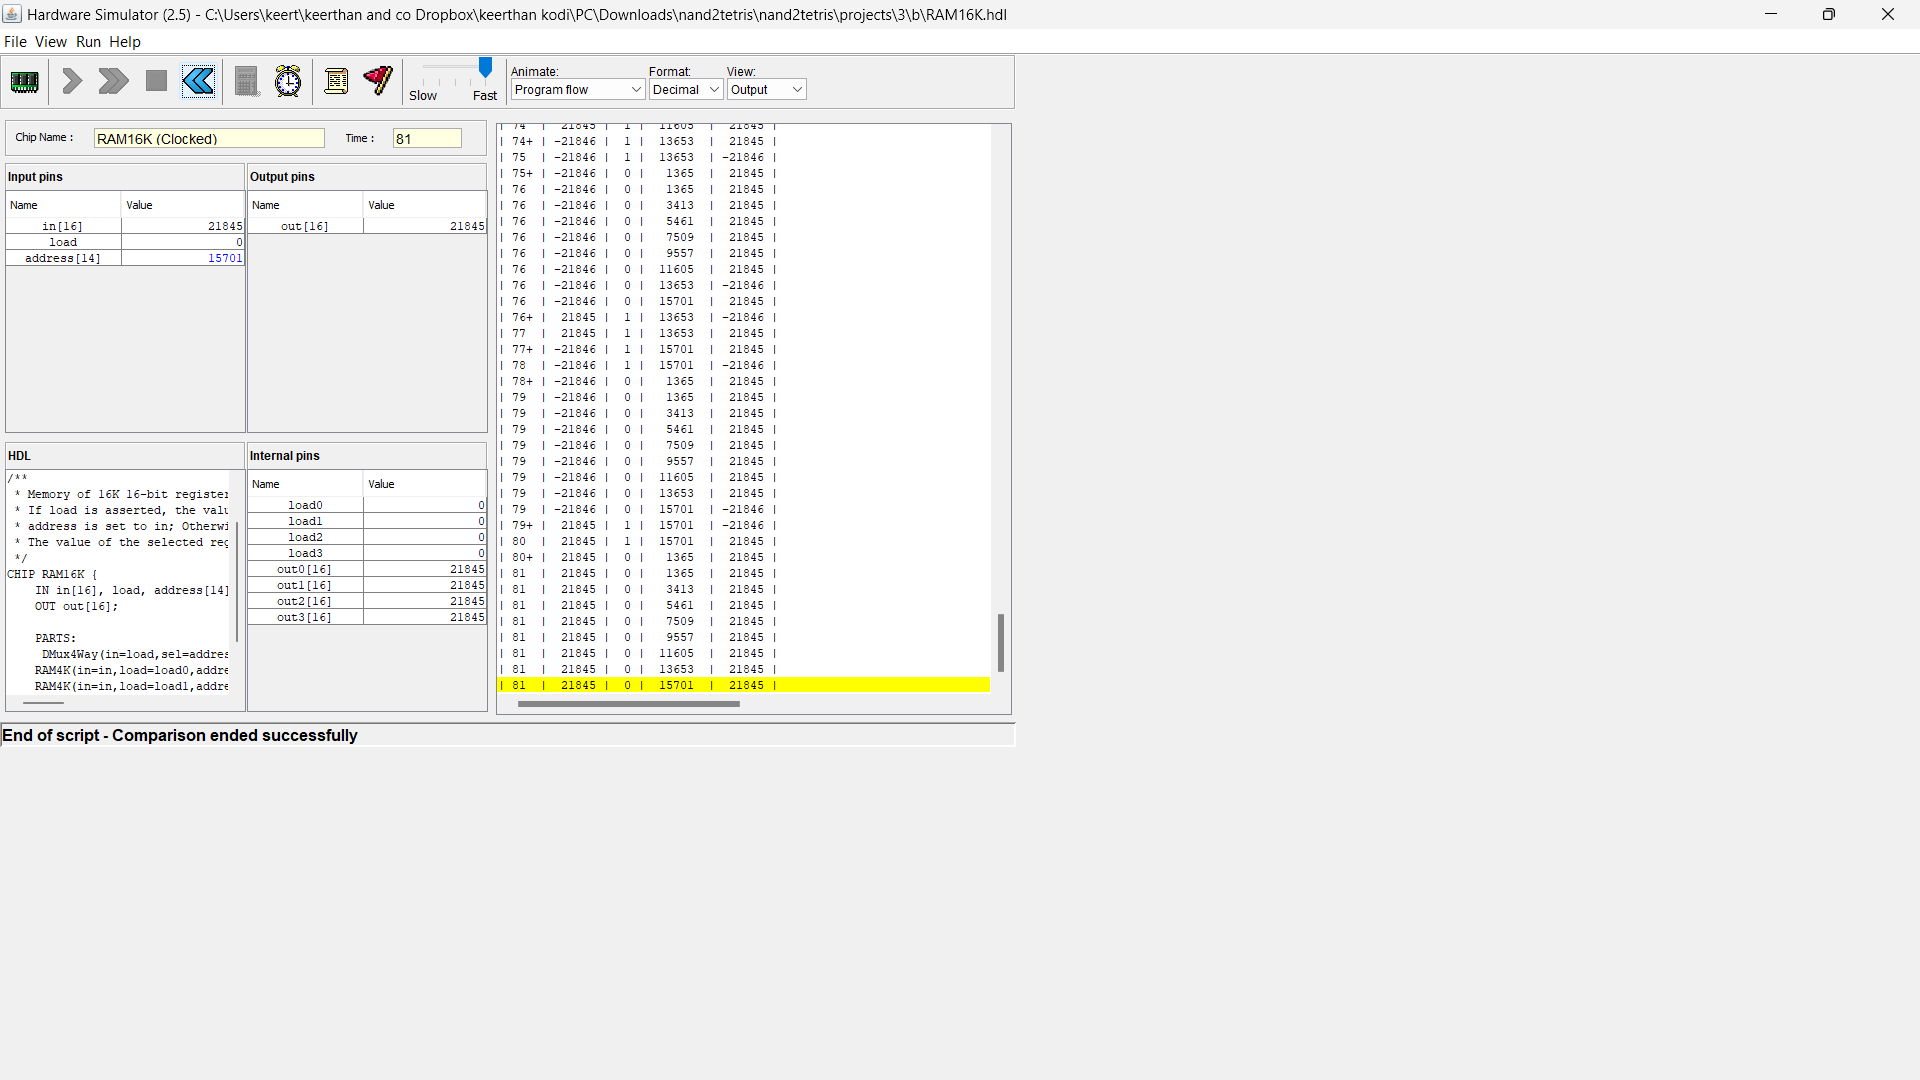 Hardware Simulator (2.5) - C:\Users\keert\keerthan and co Dropbox\keerthan kodi\PC\Downloads\nand2tetris\nand2tetris\projects\3\b\RAM16K.hdl
File View Run Help
Slow Fast
Animate: Format: View:
Program flow Decimal Output
Chip Name : RAM16K (Clocked) Time : 81
Input pins
Name Value
in[16] 21845
load 0
address[14] 15701
Output pins
Name Value
out[16] 21845
HDL
/**
* Memory of 16K 16-bit register
* If load is asserted, the valu
* address is set to in; Otherwi
* The value of the selected reg
*/
CHIP RAM16K {
IN in[16], load, address[14]
OUT out[16];
PARTS:
DMux4Way(in=load,sel=addres
RAM4K(in=in,load=load0,addre
RAM4K(in=in,load=load1,addre
Internal pins
Name Value
load0 0
load1 0
load2 0
load3 0
out0[16] 21845
out1[16] 21845
out2[16] 21845
out3[16] 21845
| 74 | 21845 | 1 | 11605 | 21845 |
| 74+ | -21846 | 1 | 13653 | 21845 |
| 75 | -21846 | 1 | 13653 | -21846 |
| 75+ | -21846 | 0 | 1365 | 21845 |
| 76 | -21846 | 0 | 1365 | 21845 |
| 76 | -21846 | 0 | 3413 | 21845 |
| 76 | -21846 | 0 | 5461 | 21845 |
| 76 | -21846 | 0 | 7509 | 21845 |
| 76 | -21846 | 0 | 9557 | 21845 |
| 76 | -21846 | 0 | 11605 | 21845 |
| 76 | -21846 | 0 | 13653 | -21846 |
| 76 | -21846 | 0 | 15701 | 21845 |
| 76+ | 21845 | 1 | 13653 | -21846 |
| 77 | 21845 | 1 | 13653 | 21845 |
| 77+ | -21846 | 1 | 15701 | 21845 |
| 78 | -21846 | 1 | 15701 | -21846 |
| 78+ | -21846 | 0 | 1365 | 21845 |
| 79 | -21846 | 0 | 1365 | 21845 |
| 79 | -21846 | 0 | 3413 | 21845 |
| 79 | -21846 | 0 | 5461 | 21845 |
| 79 | -21846 | 0 | 7509 | 21845 |
| 79 | -21846 | 0 | 9557 | 21845 |
| 79 | -21846 | 0 | 11605 | 21845 |
| 79 | -21846 | 0 | 13653 | 21845 |
| 79 | -21846 | 0 | 15701 | -21846 |
| 79+ | 21845 | 1 | 15701 | -21846 |
| 80 | 21845 | 1 | 15701 | 21845 |
| 80+ | 21845 | 0 | 1365 | 21845 |
| 81 | 21845 | 0 | 1365 | 21845 |
| 81 | 21845 | 0 | 3413 | 21845 |
| 81 | 21845 | 0 | 5461 | 21845 |
| 81 | 21845 | 0 | 7509 | 21845 |
| 81 | 21845 | 0 | 9557 | 21845 |
| 81 | 21845 | 0 | 11605 | 21845 |
| 81 | 21845 | 0 | 13653 | 21845 |
| 81 | 21845 | 0 | 15701 | 21845 |
End of script - Comparison ended successfully